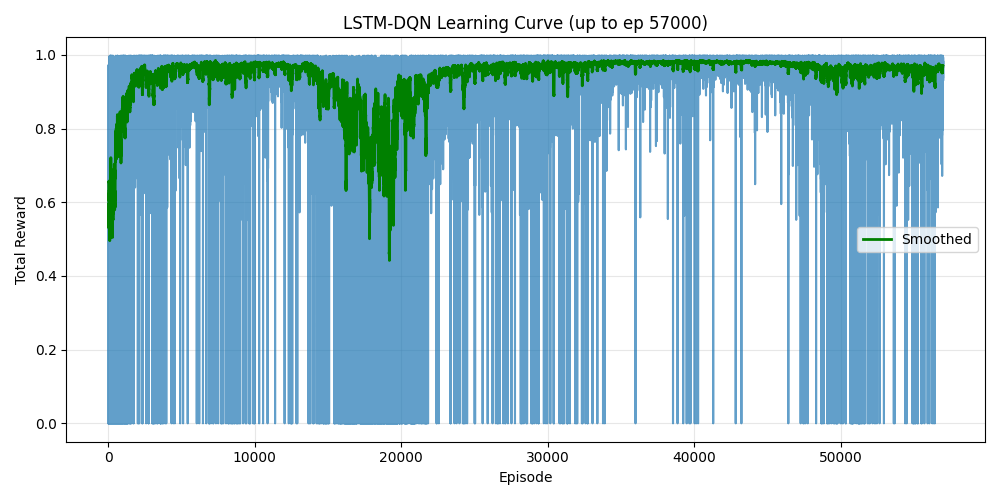 LSTM-DQN Learning Curve (up to ep 57000)
Total Reward
1.0
0.8
0.6
0.4
0.2
0.0
Smoothed
0 10000 20000 30000 40000 50000
Episode